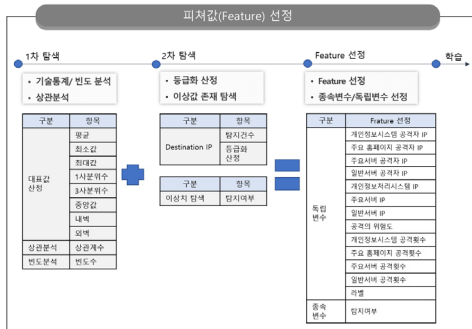 피쳐값(Feature) 선정
1차 탐색
2차 탐색
Feature 선정
학습
• 기술통계/ 빈도 분석
• 상관분석
• 등급화 산정
• 이상값 존재 탐색
• Feature 선정
• 종속변수/독립변수 선정
구분 항목
대표값 산정
평균
최소값
최대값
1사분위수
3사분위수
중앙값
내벽
외벽
상관분석 상관계수
빈도분석 빈도수
구분 항목
Destination IP
탐지건수
등급화 산정
구분 항목
이상치 탐색 탐지여부
구분 Frature 선정
독립 변수
개인정보시스템 공격자 IP
주요 홈페이지 공격자 IP
주요서버 공격자 IP
일반서버 공격자 IP
개인정보처리시스템 IP
주요서버 IP
일반서버 IP
공격의 위험도
개인정보시스템 공격횟수
주요 홈페이지 공격횟수
주요서버 공격횟수
일반서버 공격횟수
라벨
종속 변수
탐지여부